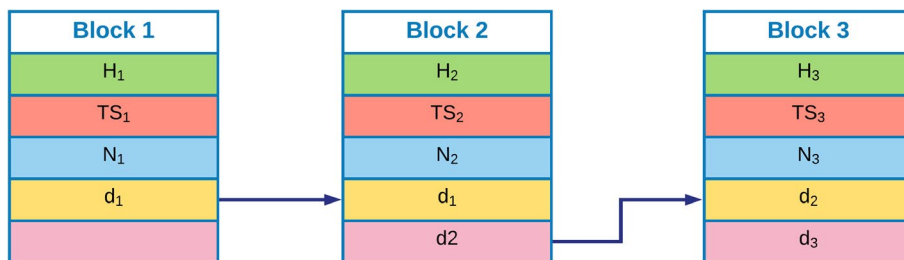 Block 1
H₁
TS₁
N₁
d₁
Block 2
H₂
TS₂
N₂
d₁
d2
Block 3
H₃
TS₃
N₃
d₂
d₃